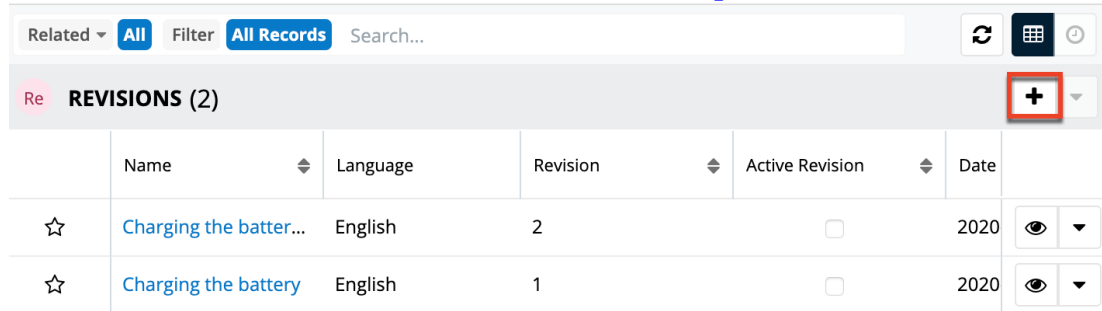 Related All Filter All Records Search...
Re REVISIONS (2)
Name Language Revision Active Revision Date
Charging the batter... English 2 2020
Charging the battery English 1 2020